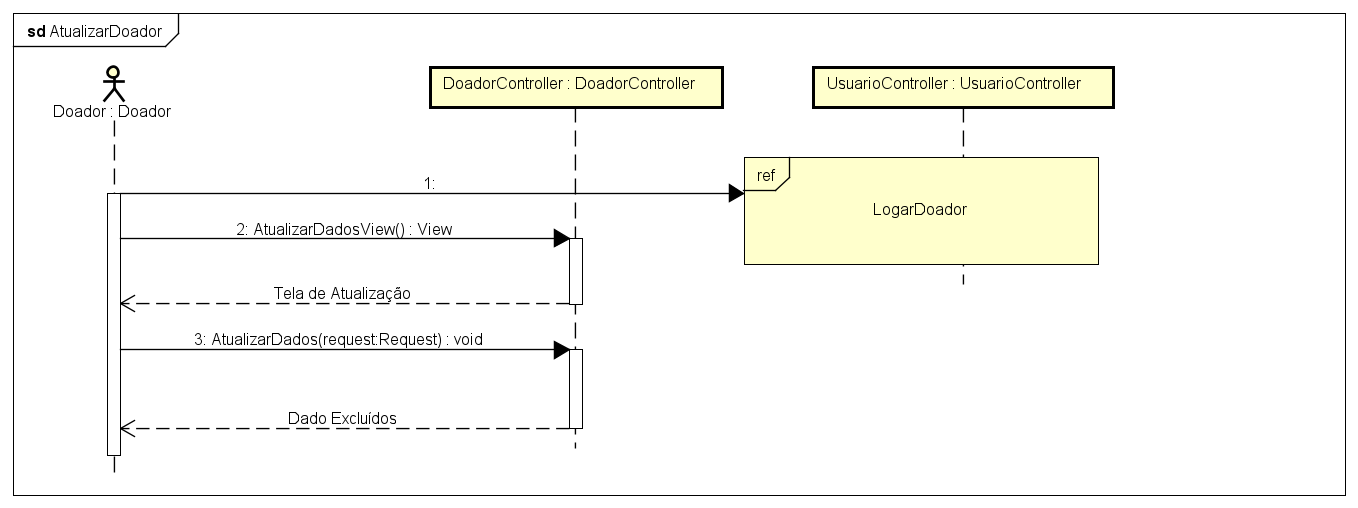 sd AtualizarDoador
Doador : Doador
DoadorController : DoadorController
UsuarioController : UsuarioController
ref
LogarDoador
1:
2: AtualizarDadosView() : View
Tela de Atualização
3: AtualizarDados(request:Request) : void
Dado Excluídos